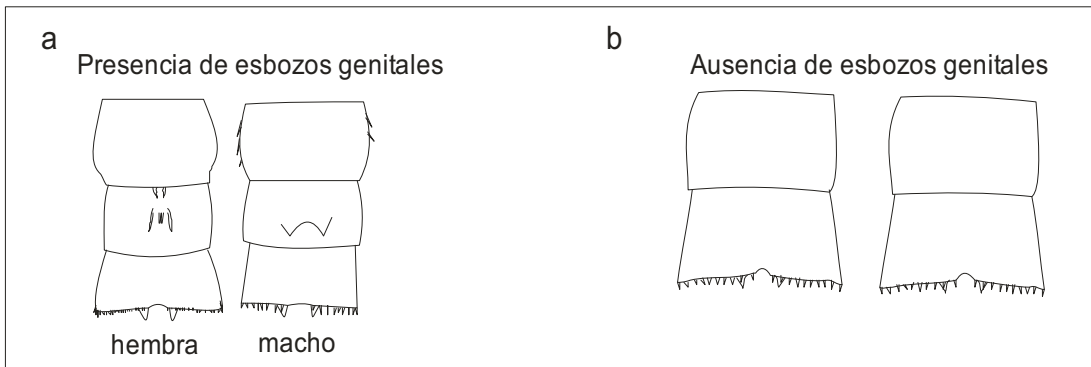 a
Presencia de esbozos genitales
hembra
macho
b
Ausencia de esbozos genitales